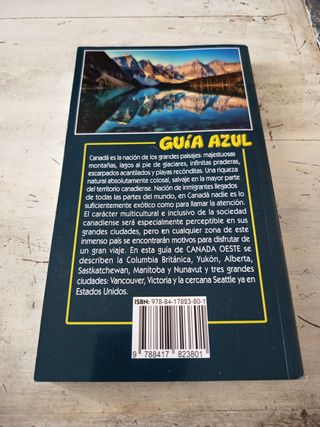 GUÍA AZUL
Canadá es la nación de los grandes paisajes: majestuosas
montañas, lagos al pie de glaciares, infinitas praderas,
escarpados acantilados y playas recónditas. Una riqueza
natural absolutamente colosal, salvaje en la mayor parte
del territorio canadiense. Nación de inmigrantes llegados
de todas las partes del mundo, en Canadá nadie es lo
suficientemente exótico como para llamar la atención.
El carácter multicultural e inclusivo de la sociedad
canadiense será especialmente perceptible en sus
grandes ciudades, pero en cualquier zona de este
inmenso país se encontrarán motivos para disfrutar de
un gran viaje. En esta guía de CANADA OESTE se
describen la Columbia Británica, Yukón, Alberta,
Sastkatchewan, Manitoba y Nunavut y tres grandes
ciudades: Vancouver, Victoria y la cercana Seattle ya en
Estados Unidos.
ISBN: 978-84-17823-80-1
9 788417 823801